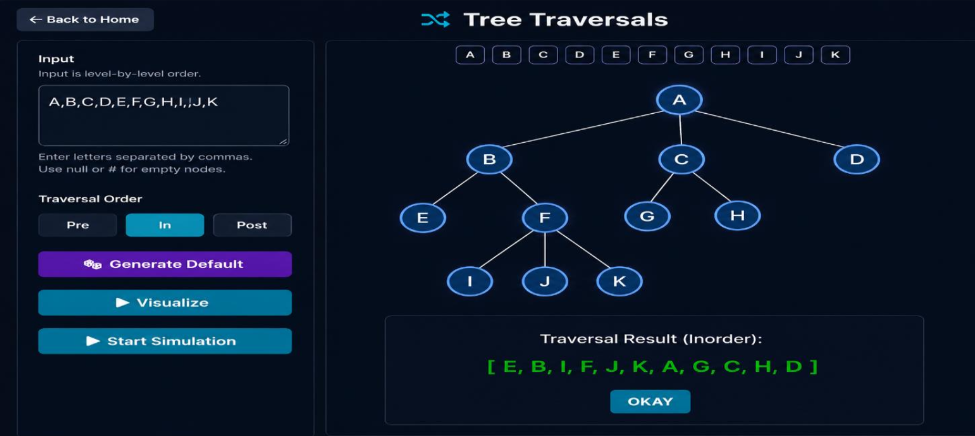 ← Back to Home
Tree Traversals
Input
Input is level-by-level order.
A,B,C,D,E,F,G,H,I,J,K
Enter letters separated by commas.
Use null or # for empty nodes.
Traversal Order
Pre In Post
Generate Default
Visualize
Start Simulation
A B C D E F G H I J K
A
B C D
E F G H
I J K
Traversal Result (Inorder):
[ E, B, I, F, J, K, A, G, C, H, D ]
OKAY